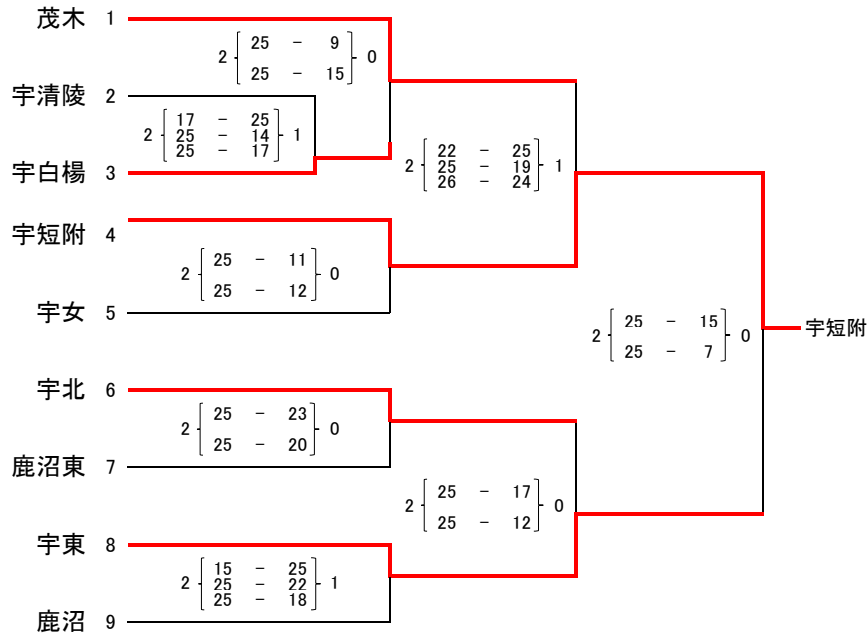 茂木 1
2 25 - 9 0
25 - 15
宇清陵 2
2 17 - 25 1
25 - 14
25 - 17
宇白楊 3
2 22 - 25 1
25 - 19
26 - 24
宇短附 4
2 25 - 11 0
25 - 12
宇女 5
2 25 - 15 0
25 - 7
宇短附
宇北 6
2 25 - 23 0
25 - 20
鹿沼東 7
2 25 - 17 0
25 - 12
宇東 8
2 15 - 25 1
25 - 22
25 - 18
鹿沼 9